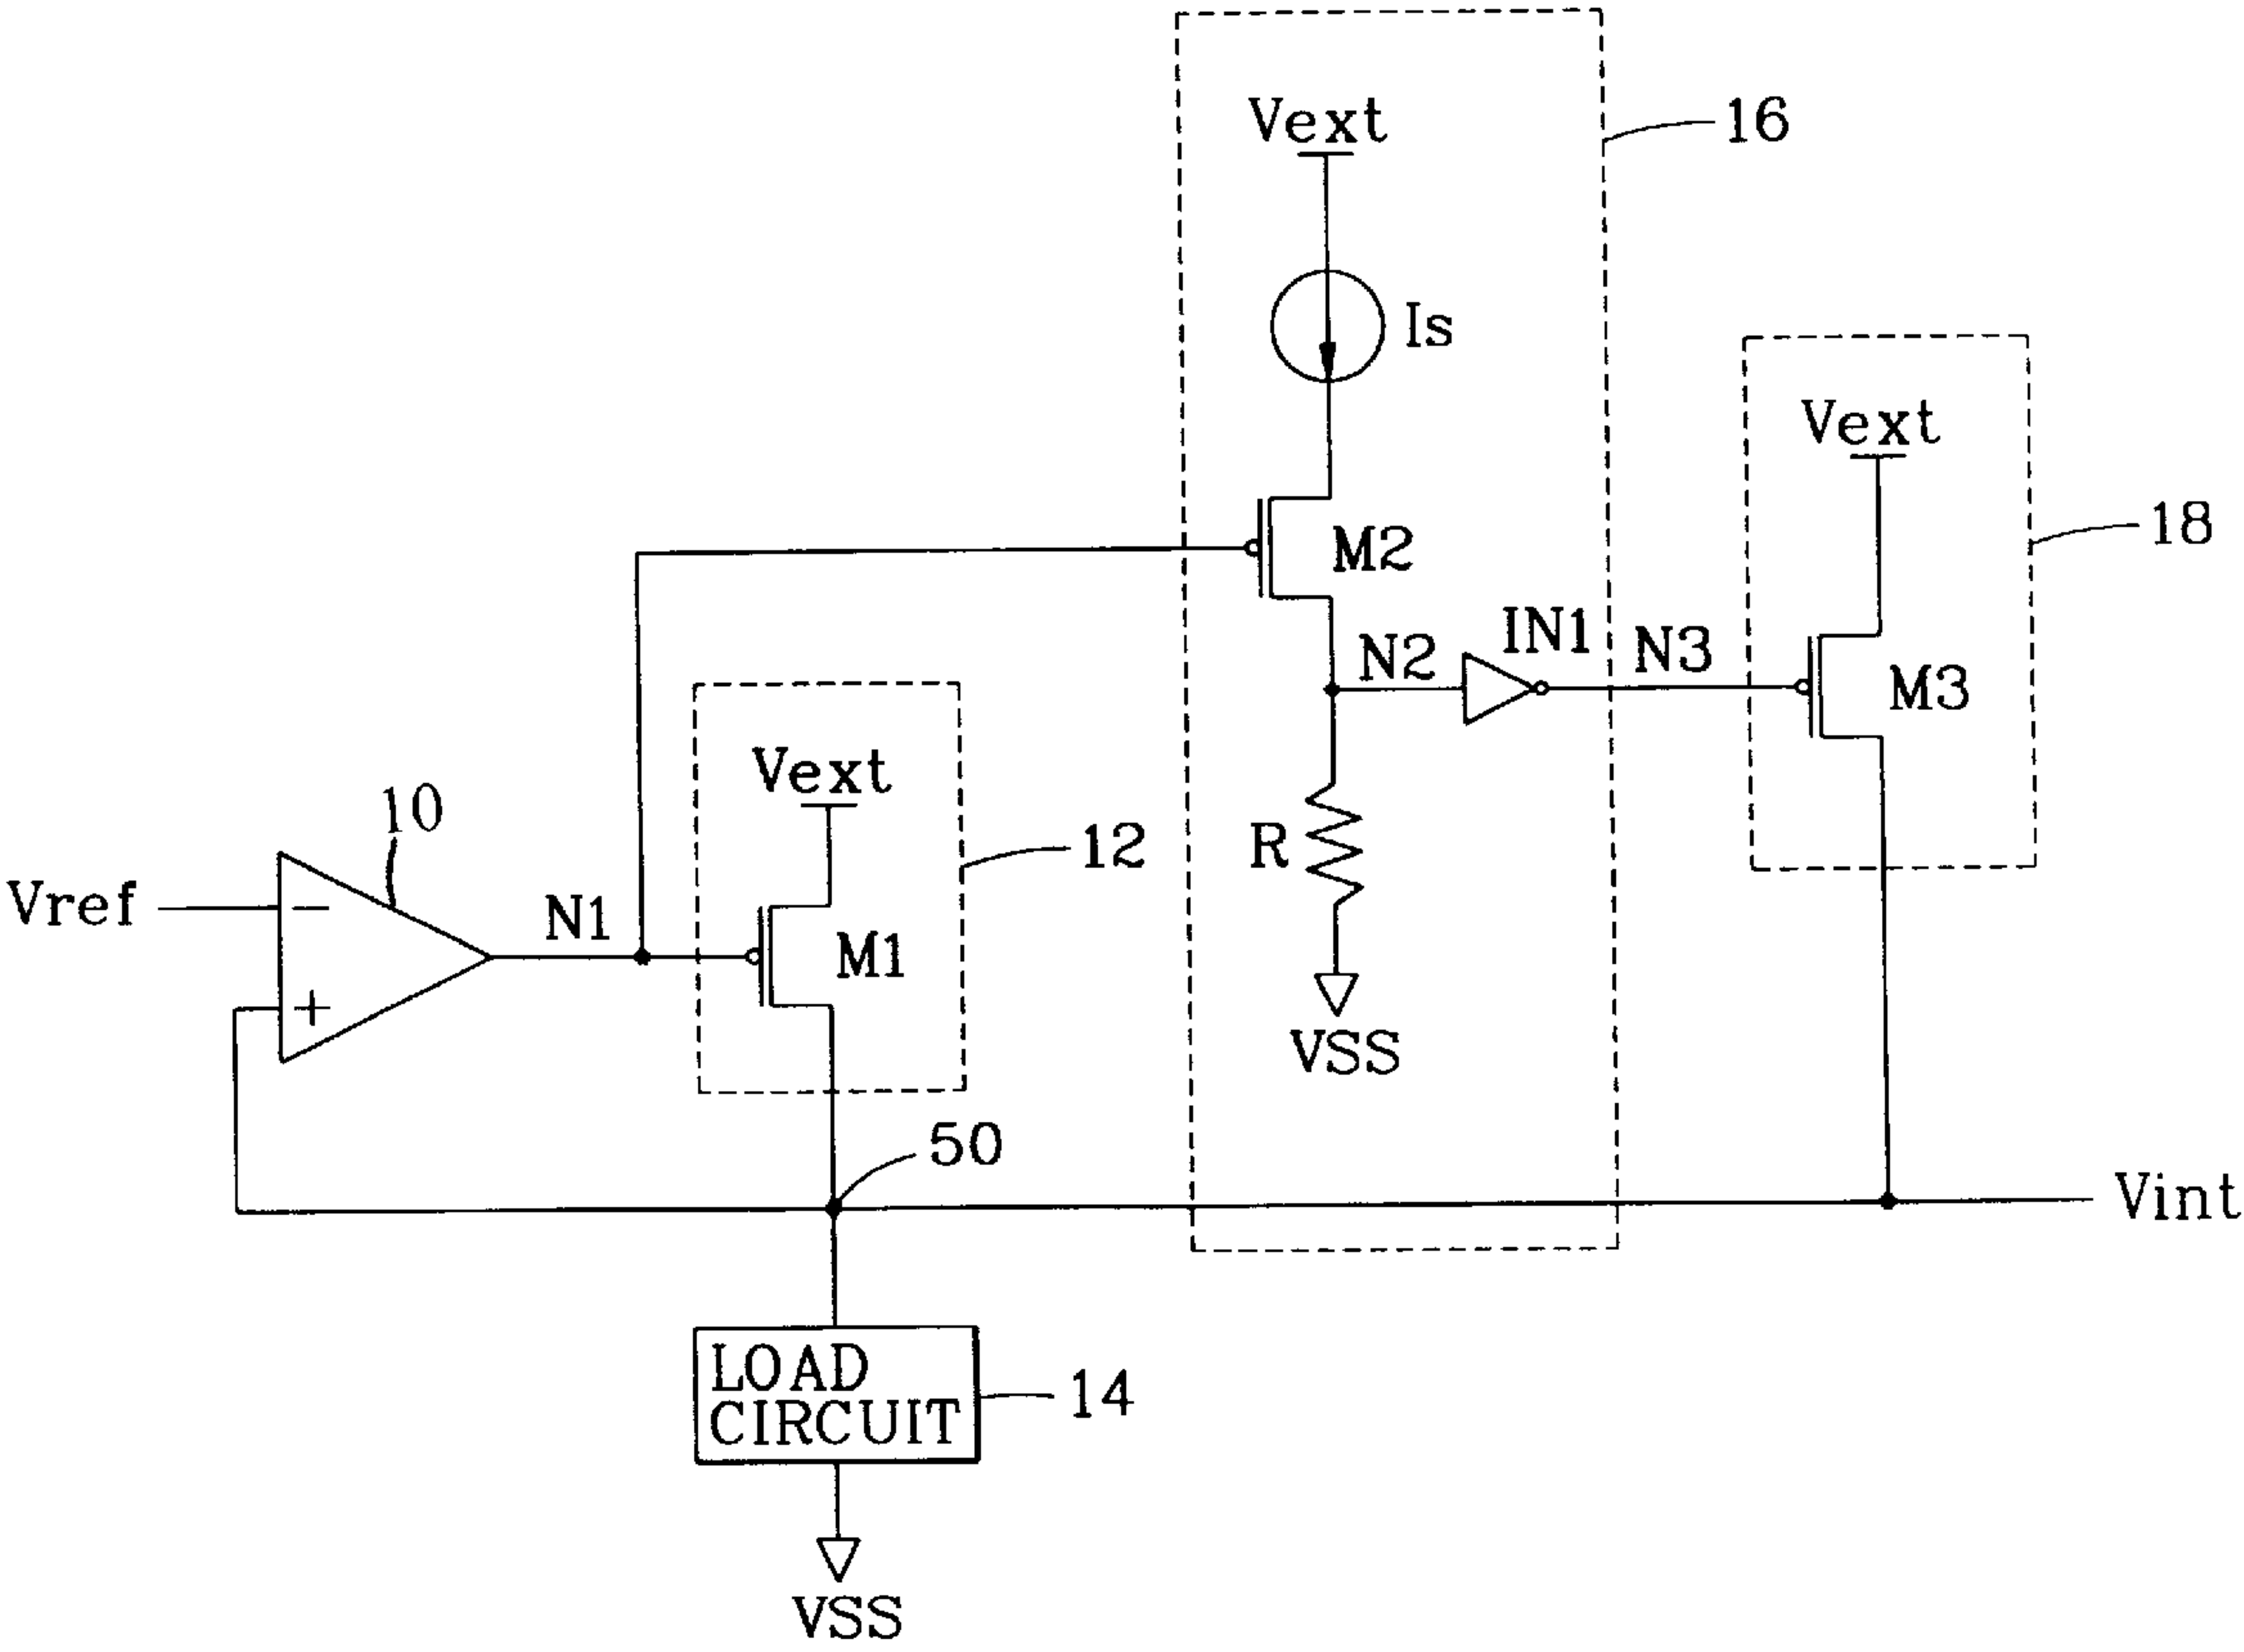 Vext
16
Is
Vext
18
M2
IN1
N2
N3
M3
Vext
10
12
R
Vref
−
N1
M1
+
VSS
50
Vint
LOAD
CIRCUIT
14
VSS